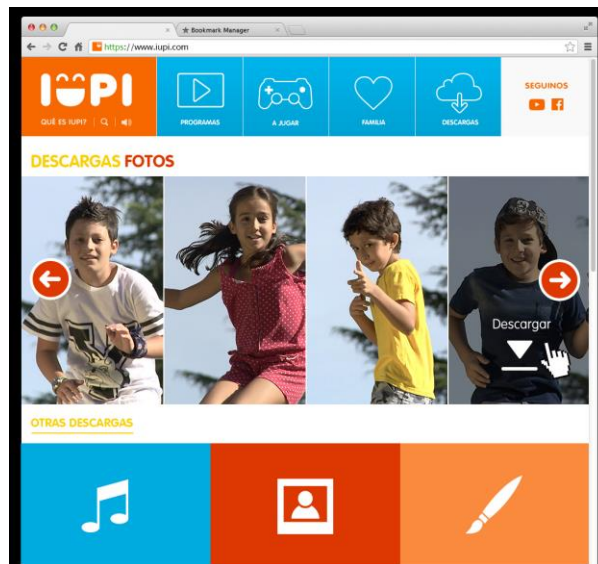 Bookmark Manager
https://www.iupi.com
IUPI
QUÉ ES IUPI?
PROGRAMAS
A JUGAR
FAMILIA
DESCARGAS
SEGUINOS
DESCARGAS FOTOS
Descargar
OTRAS DESCARGAS